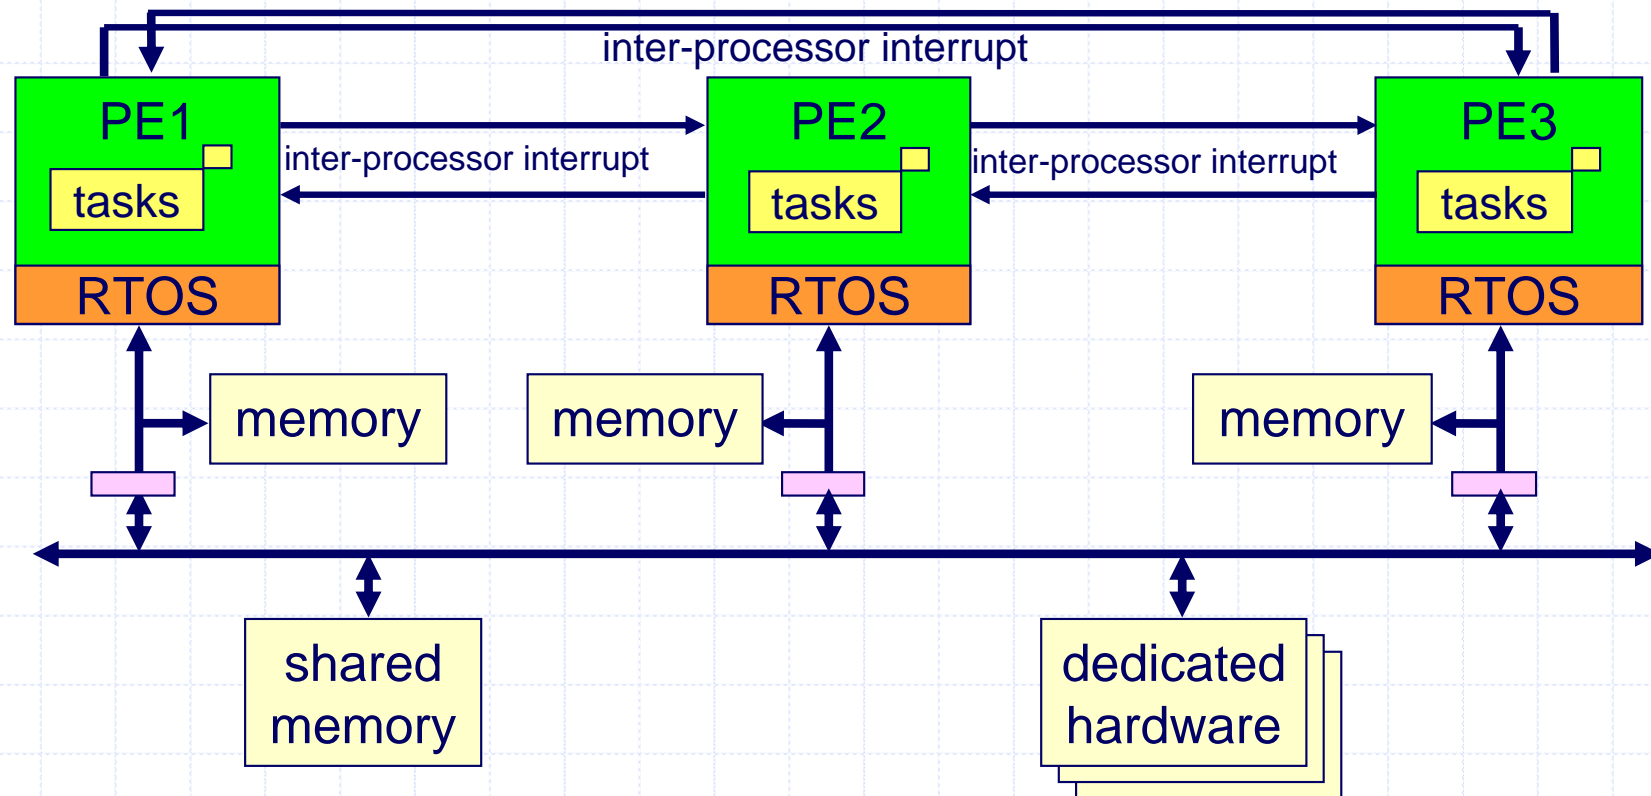 inter-processor interrupt
PE1
PE2
PE3
inter-processor interrupt
inter-processor interrupt
tasks
tasks
tasks
RTOS
RTOS
RTOS
memory
memory
memory
shared
memory
dedicated
hardware